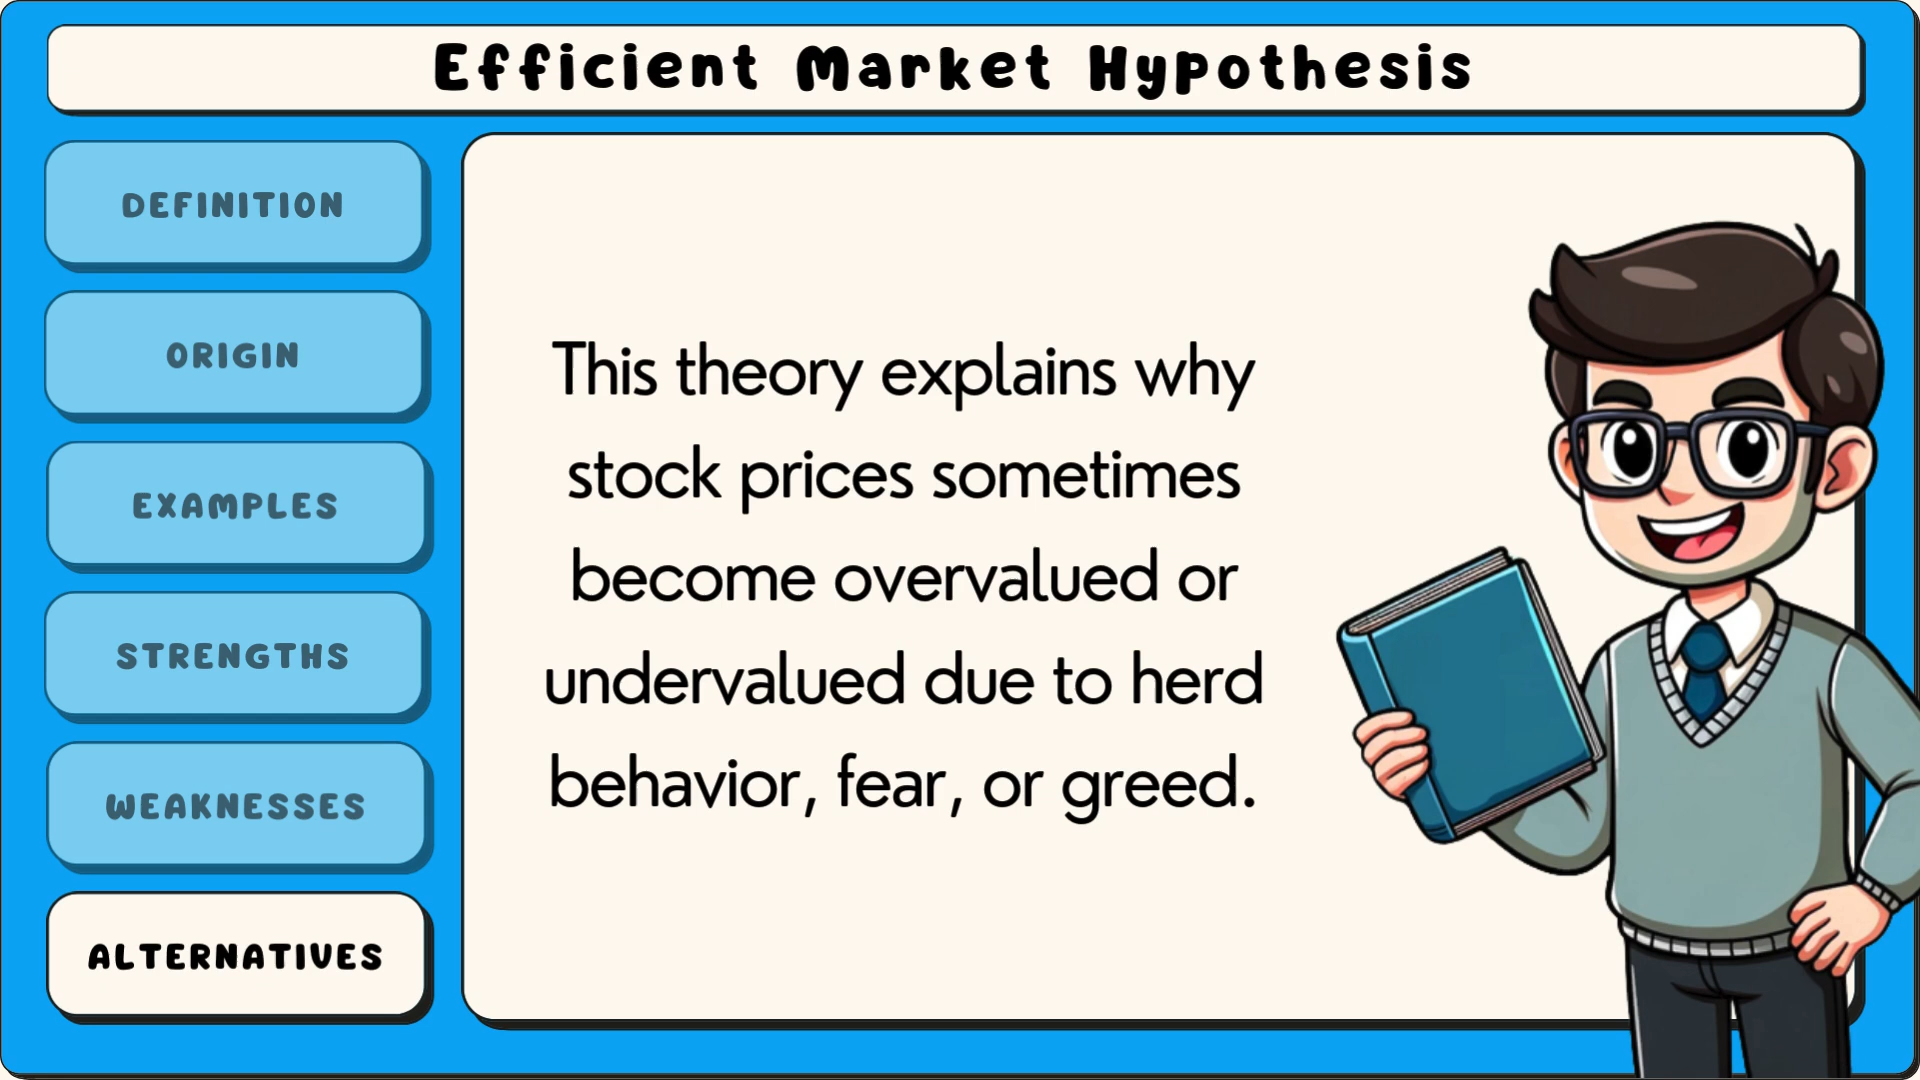 Efficient Market Hypothesis
DEFINITION
ORIGIN
EXAMPLES
STRENGTHS
WEAKNESSES
ALTERNATIVES
This theory explains why
stock prices sometimes
become overvalued or
undervalued due to herd
behavior, fear, or greed.